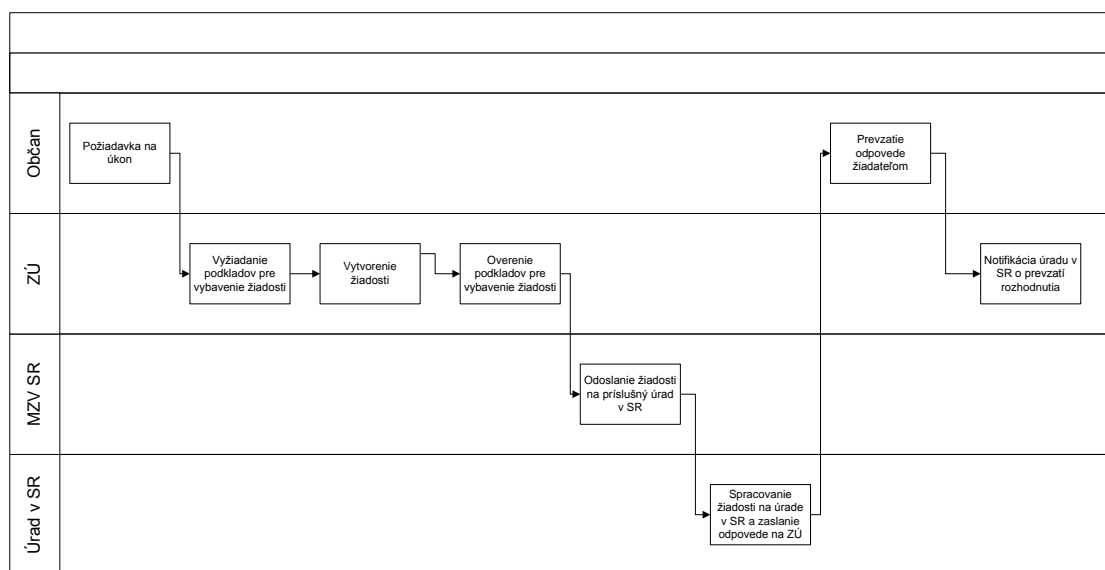 Občan
Požiadavka na
úkon
Prevzatie
odpovede
žiadateľom
ZÚ
Vyžiadanie
podkladov pre
vybavenie žiadosti
Vytvorenie
žiadosti
Overenie
podkladov pre
vybavenie žiadosti
Notifikácia úradu v
SR o prevzatí
rozhodnutia
MZV SR
Odoslanie žiadosti
na príslušný úrad
v SR
Úrad v SR
Spracovanie
žiadosti na úrade
v SR a zaslanie
odpovede na ZÚ